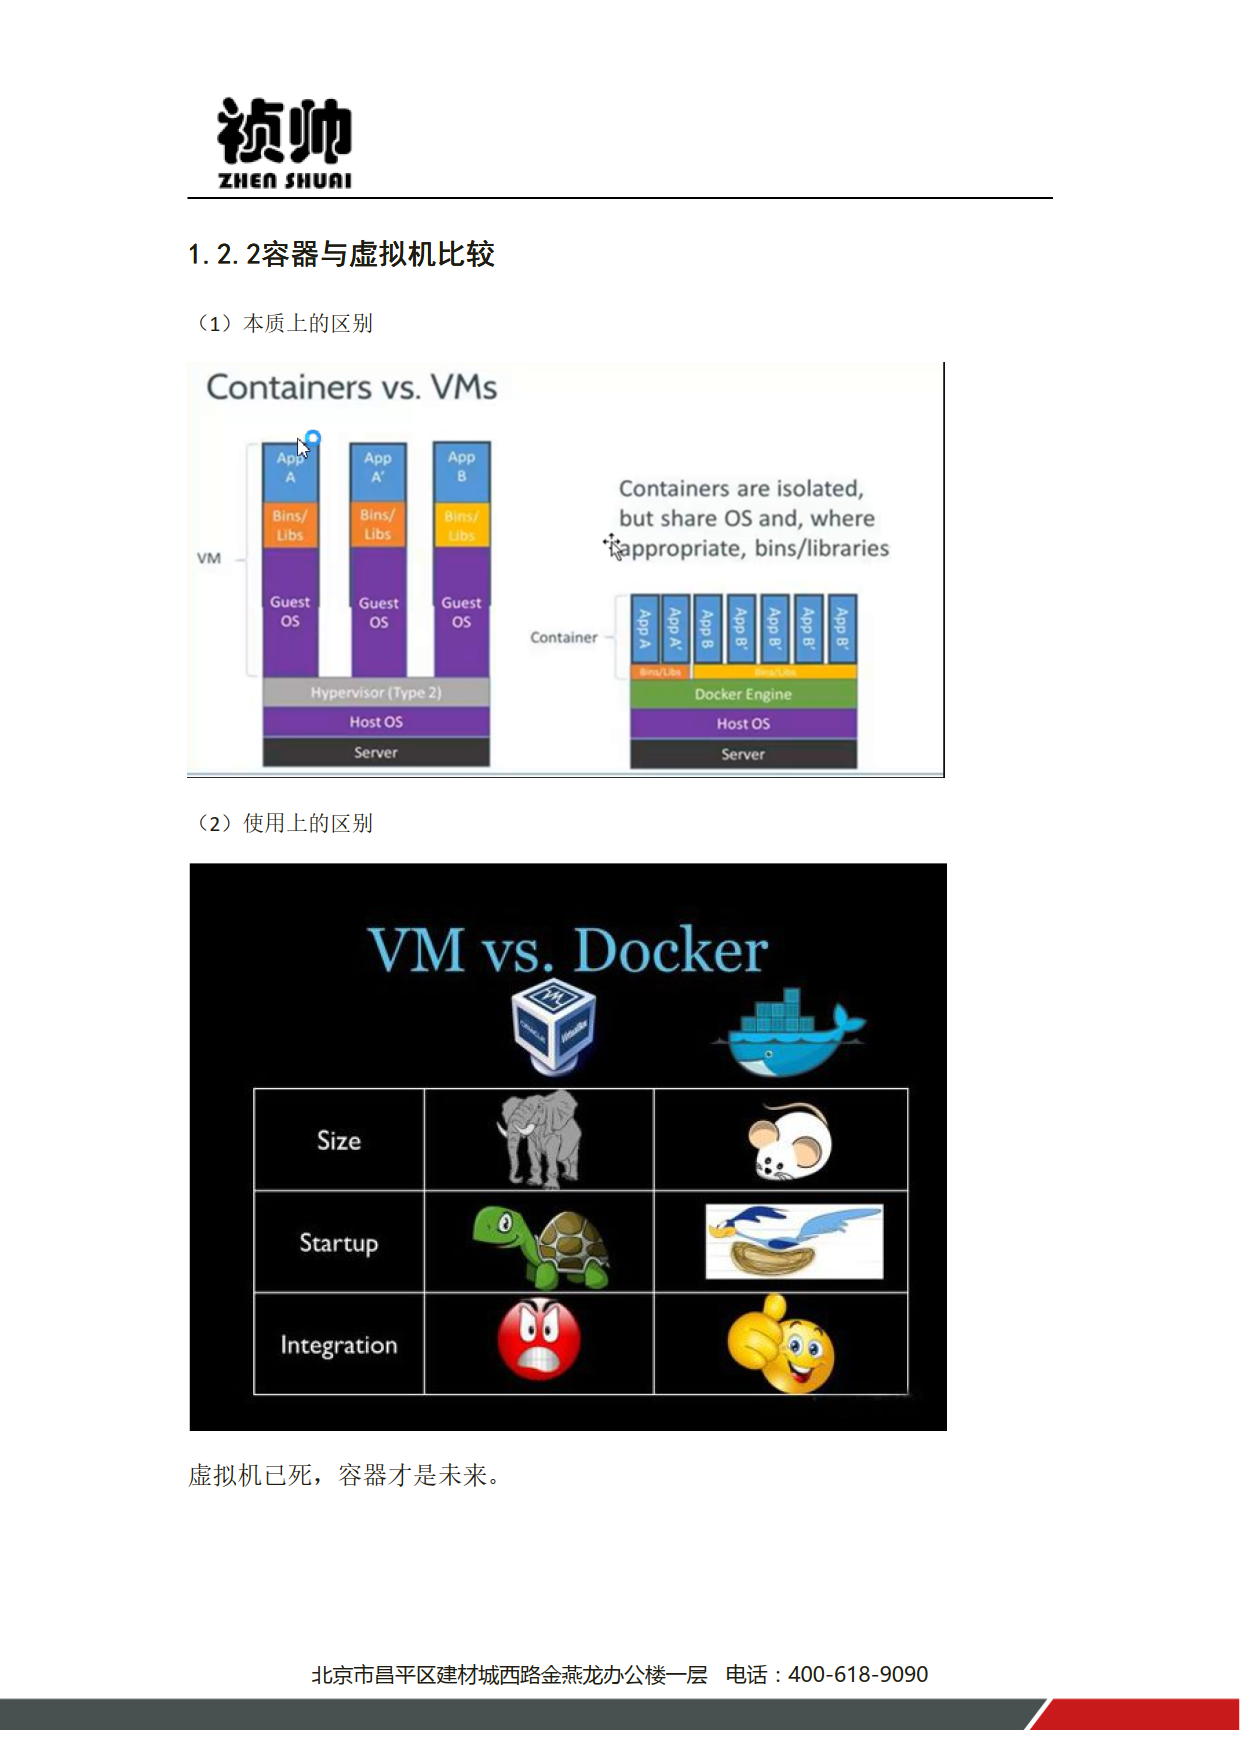 祯帅
ZHEN SHUAI
1.2.2容器与虚拟机比较
（1）本质上的区别
Containers vs. VMs
App A
App A’
App B
Bins/ Libs
Bins/ Libs
Bins/ Libs
VM
Guest OS
Guest OS
Guest OS
Hypervisor (Type 2)
Host OS
Server
Containers are isolated,
but share OS and, where
appropriate, bins/libraries
Container
App A
App A’
App B
App B’
App B’
App B’
App B’
Bins/Libs
Bins/Libs
Docker Engine
Host OS
Server
（2）使用上的区别
VM vs. Docker
VM
ORACLE
VirtualBox
Size
Startup
Integration
虚拟机已死，容器才是未来。
北京市昌平区建材城西路金燕龙办公楼一层 电话：400-618-9090